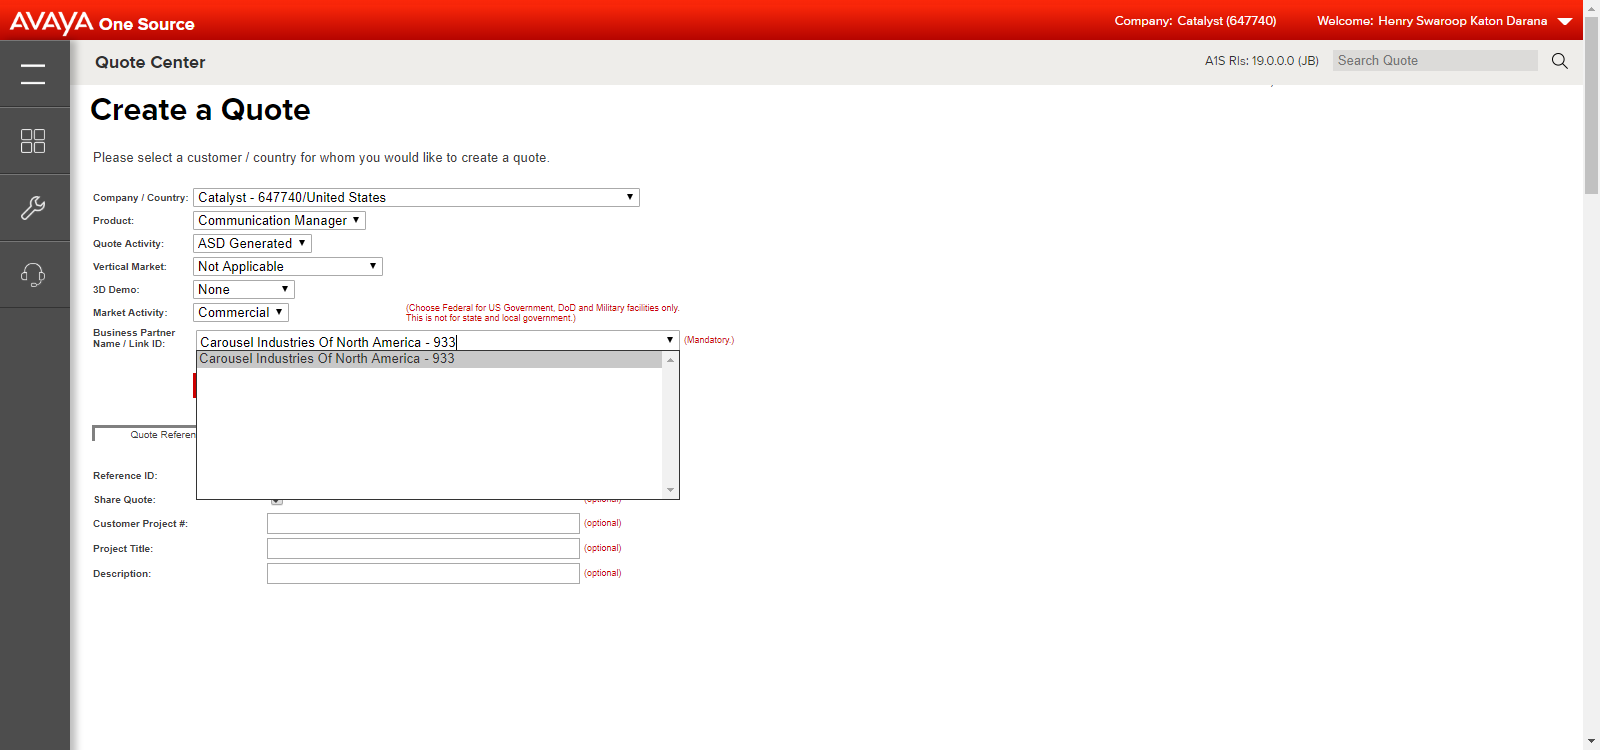 AVAYA One Source
Company: Catalyst (647740)
Welcome: Henry Swaroop Katon Darana
Quote Center
A1S Rls: 19.0.0.0 (JB)
Search Quote
Create a Quote
Please select a customer / country for whom you would like to create a quote.
Company / Country: Catalyst - 647740/United States
Product: Communication Manager
Quote Activity: ASD Generated
Vertical Market: Not Applicable
3D Demo: None
Market Activity: Commercial
(Choose Federal for US Government, DoD and Military facilities only.
This is not for state and local government.)
Business Partner
Name / Link ID:
Carousel Industries Of North America - 933
(Mandatory.)
Carousel Industries Of North America - 933
Quote Referen
Reference ID:
Share Quote: (optional)
Customer Project #: (optional)
Project Title: (optional)
Description: (optional)